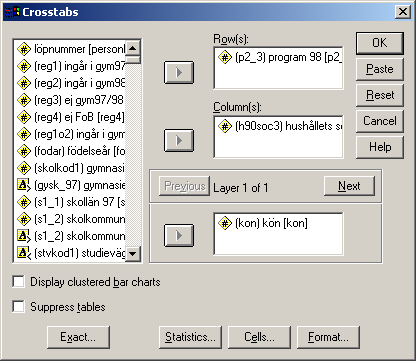 Crosstabs
löpnummer [personl
(reg1) ingår i gym97
(reg2) ingår i gym98
(reg3) ej gym97/98
(reg4) ej FoB [reg4]
(reg1o2) ingår i gym
(fodar) födelseår [fo
(skolkod1) gymnasie
(gysk_97) gymnasie
(s1_1) skollän 97 [s
(s1_2) skolkommun
(s1_2) skolkommun
(stvkod1) studieväg
Row(s):
(p2_3) program 98 [p2_
Column(s):
(h90soc3) hushållets so
Previous Layer 1 of 1 Next
(kon) kön [kon]
OK
Paste
Reset
Cancel
Help
Display clustered bar charts
Suppress tables
Exact... Statistics... Cells... Format...